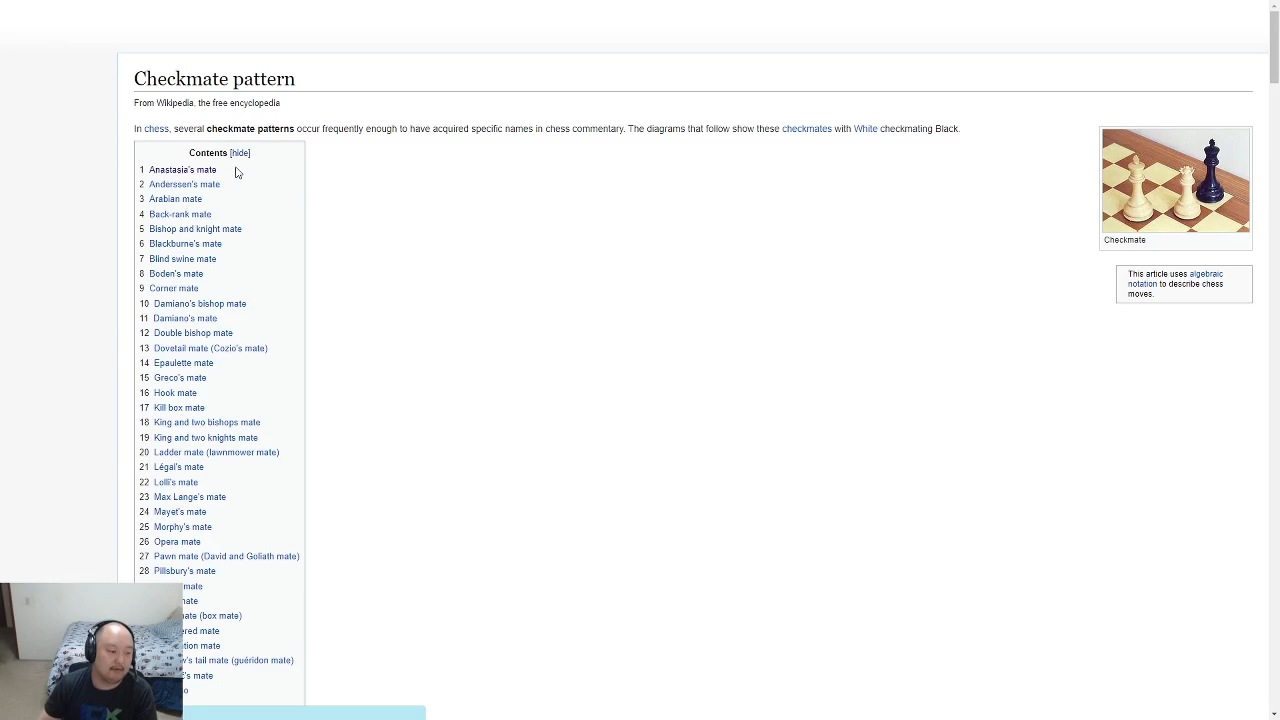 Checkmate pattern
From Wikipedia, the free encyclopedia
In chess, several checkmate patterns occur frequently enough to have acquired specific names in chess commentary. The diagrams that follow show these checkmates with White checkmating Black.
Contents [hide]
1 Anastasia's mate
2 Anderssen's mate
3 Arabian mate
4 Back-rank mate
5 Bishop and knight mate
6 Blackburne's mate
7 Blind swine mate
8 Boden's mate
9 Corner mate
10 Damiano's bishop mate
11 Damiano's mate
12 Double bishop mate
13 Dovetail mate (Cozio's mate)
14 Epaulette mate
15 Greco's mate
16 Hook mate
17 Kill box mate
18 King and two bishops mate
19 King and two knights mate
20 Ladder mate (lawnmower mate)
21 Légal's mate
22 Lolli's mate
23 Max Lange's mate
24 Mayet's mate
25 Morphy's mate
26 Opera mate
27 Pawn mate (David and Goliath mate)
28 Pillsbury's mate
mate
mate
mate (box mate)
mate
mate
tail mate (guéridon mate)
mate
Checkmate
This article uses algebraic
notation to describe chess
moves.